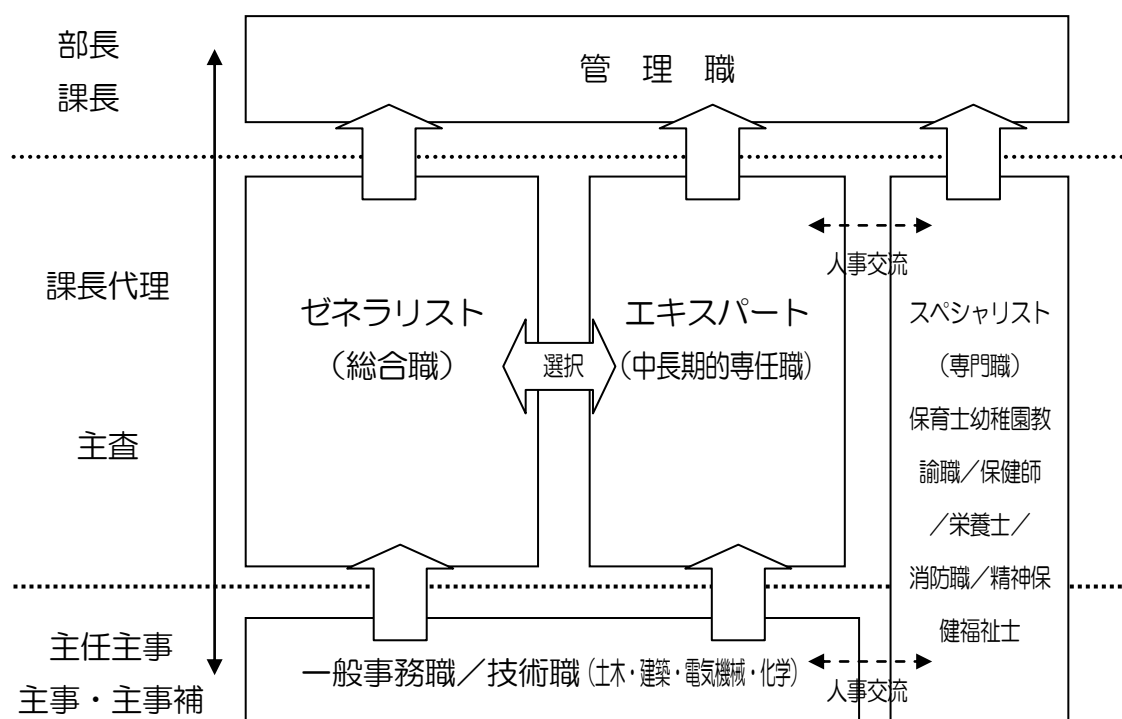 部長
課長
管　理　職
課長代理
主査
ゼネラリスト
（総合職）
選択
エキスパート
（中長期的専任職）
人事交流
スペシャリスト
（専門職）
保育士幼稚園教
諭職／保健師
／栄養士／
消防職／精神保
健福祉士
主任主事
主事・主事補
一般事務職／技術職（土木・建築・電気機械・化学）
人事交流